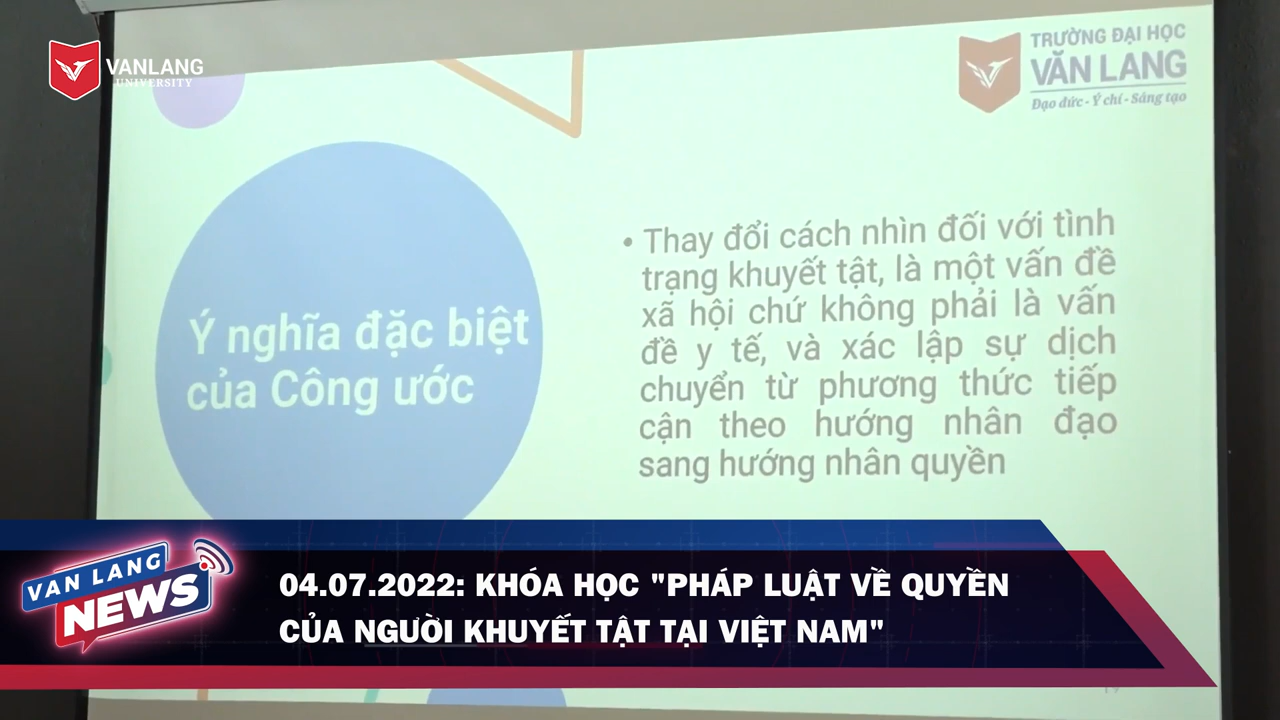 VANLANG
UNIVERSITY
TRƯỜNG ĐẠI HỌC
VĂN LANG
Đạo đức - Ý chí - Sáng tạo
Ý nghĩa đặc biệt
của Công ước
• Thay đổi cách nhìn đối với tình
trạng khuyết tật, là một vấn đề
xã hội chứ không phải là vấn
đề y tế, và xác lập sự dịch
chuyển từ phương thức tiếp
cận theo hướng nhân đạo
sang hướng nhân quyền
VAN LANG
NEWS
04.07.2022: KHÓA HỌC "PHÁP LUẬT VỀ QUYỀN
CỦA NGƯỜI KHUYẾT TẬT TẠI VIỆT NAM"